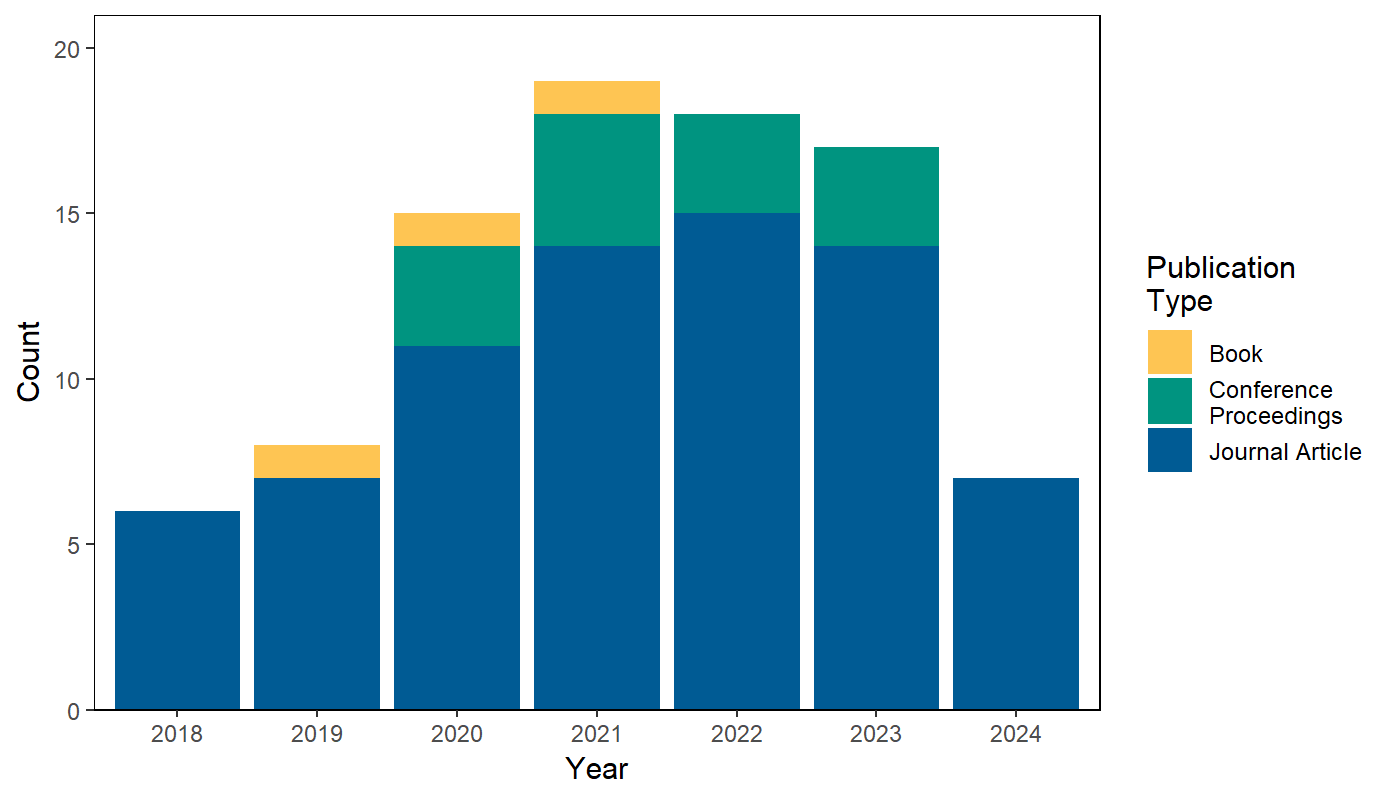 20
15
10
5
0
Count
2018 2019 2020 2021 2022 2023 2024
Year
Publication
Type
Book
Conference
Proceedings
Journal Article